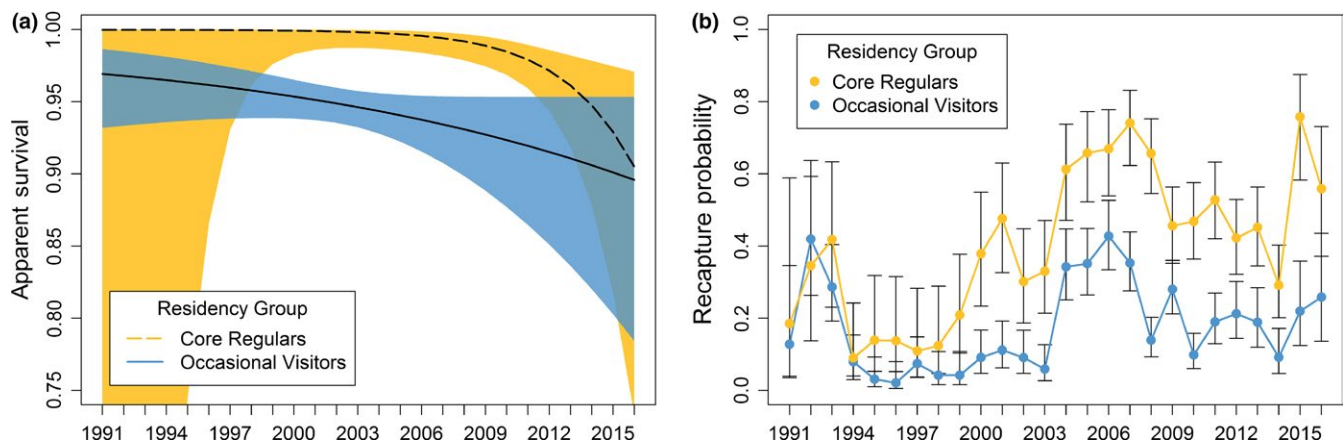 (a)
Apparent survival
1.00
0.95
0.90
0.85
0.80
0.75
Residency Group
Core Regulars
Occasional Visitors
1991 1994 1997 2000 2003 2006 2009 2012 2015
(b)
Recapture probability
1.0
0.8
0.6
0.4
0.2
0.0
Residency Group
Core Regulars
Occasional Visitors
1991 1994 1997 2000 2003 2006 2009 2012 2015